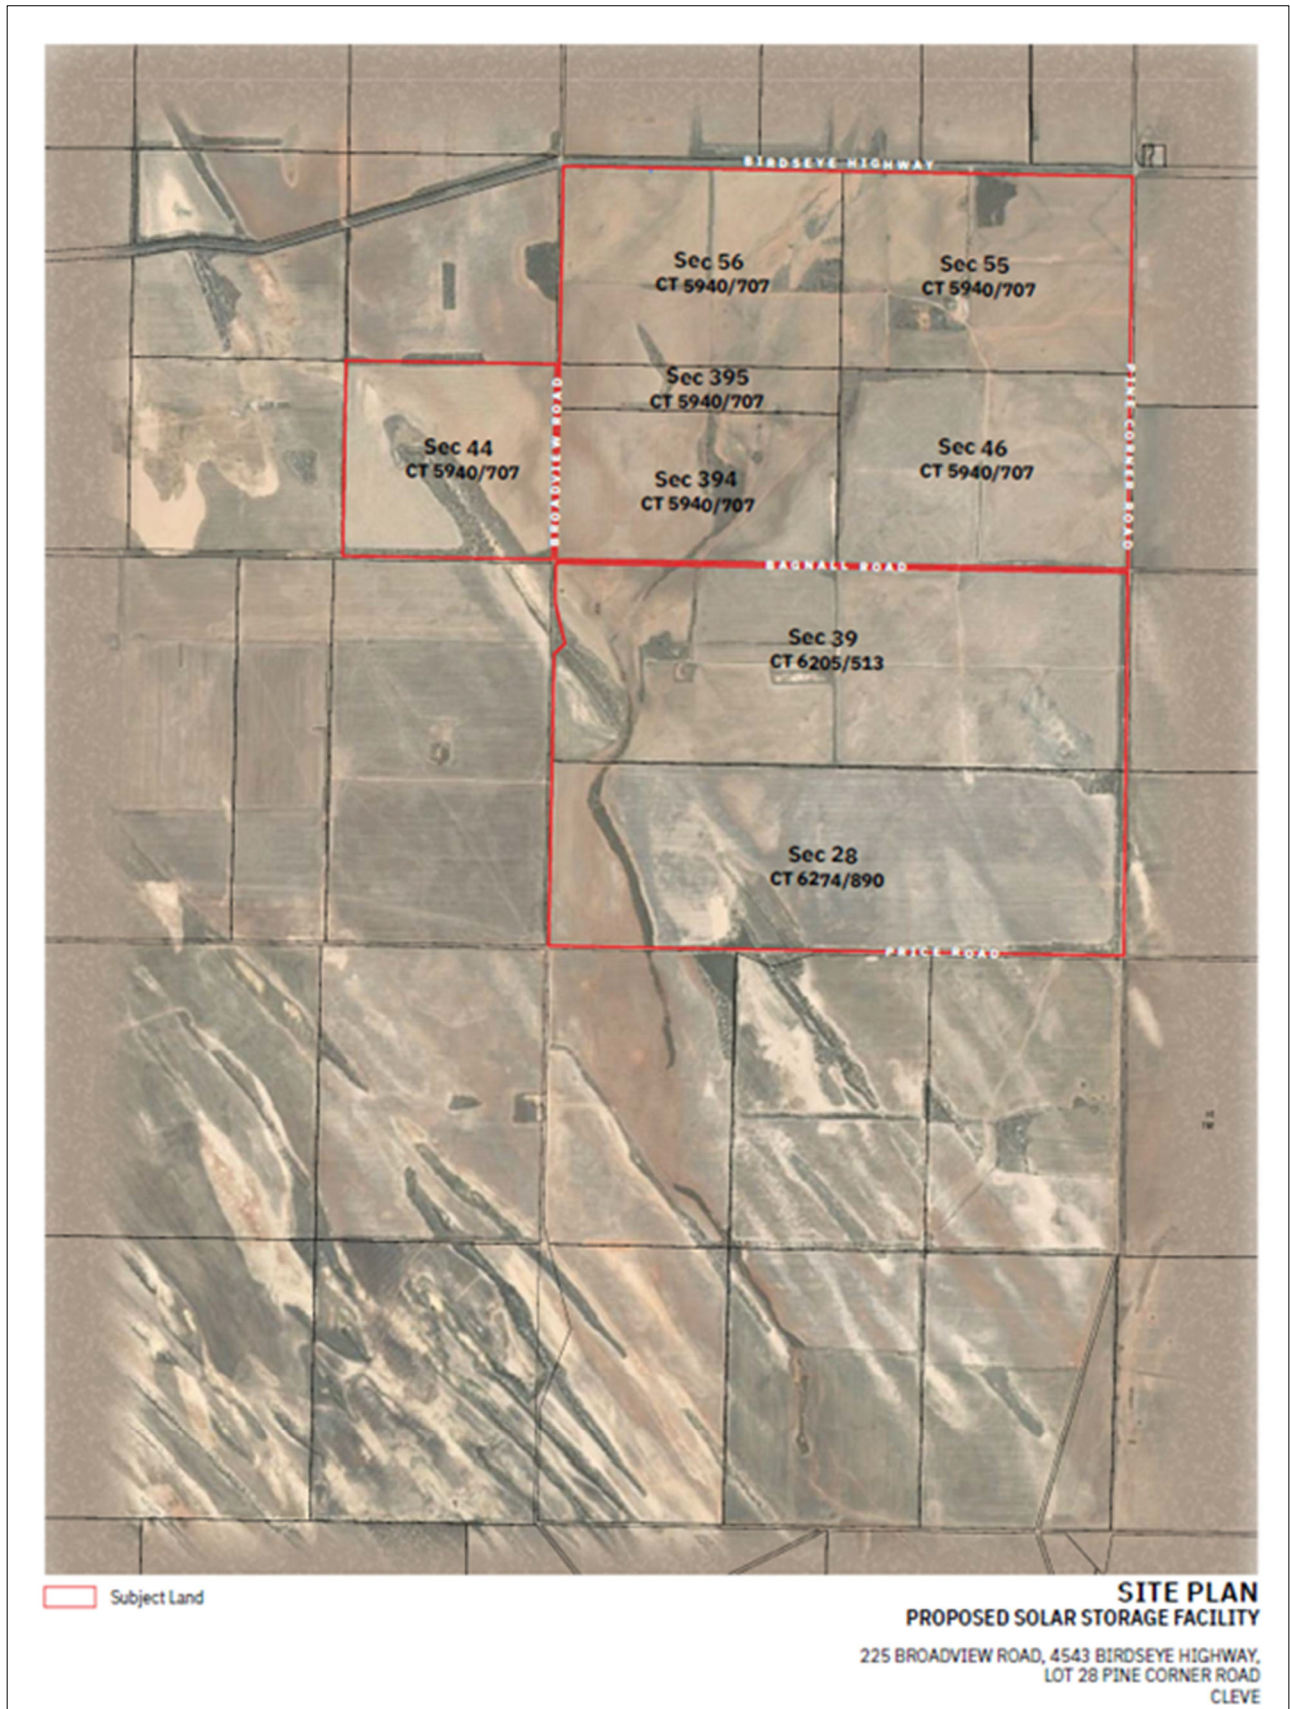 BIRDSEYE HIGHWAY
Sec 56
CT 5940/707
Sec 55
CT 5940/707
Sec 395
CT 5940/707
BROADVIEW ROAD
PINE CORNER ROAD
Sec 44
CT 5940/707
Sec 394
CT 5940/707
Sec 46
CT 5940/707
BAGNALL ROAD
Sec 39
CT 6205/513
Sec 28
CT 6274/890
PRICE ROAD
Subject Land
SITE PLAN
PROPOSED SOLAR STORAGE FACILITY
225 BROADVIEW ROAD, 4543 BIRDSEYE HIGHWAY,
LOT 28 PINE CORNER ROAD
CLEVE